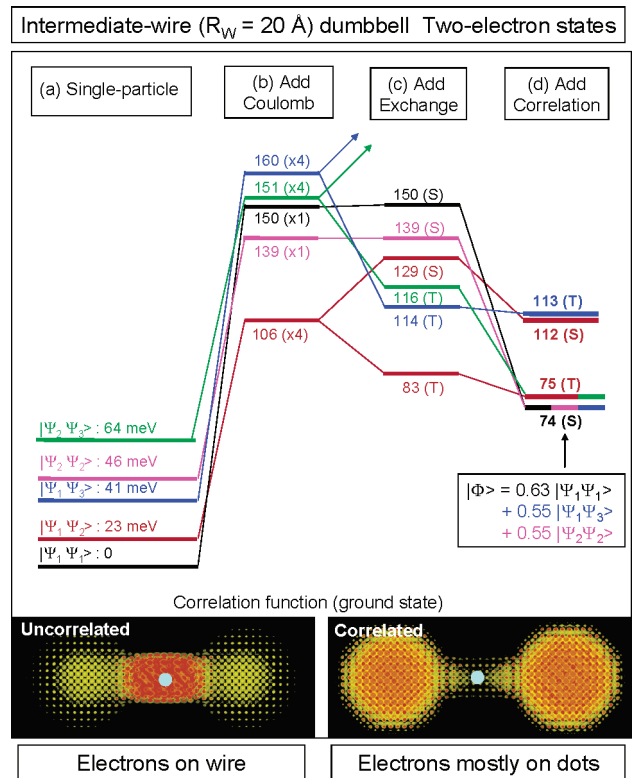 Intermediate-wire (R_W = 20 Å) dumbbell Two-electron states
(a) Single-particle
(b) Add
Coulomb
(c) Add
Exchange
(d) Add
Correlation
160 (x4)
151 (x4)
150 (x1)
139 (x1)
106 (x4)
150 (S)
139 (S)
129 (S)
116 (T)
114 (T)
83 (T)
113 (T)
112 (S)
75 (T)
74 (S)
|Ψ₂ Ψ₃> : 64 meV
|Ψ₂ Ψ₂> : 46 meV
|Ψ₁ Ψ₃> : 41 meV
|Ψ₁ Ψ₂> : 23 meV
|Ψ₁ Ψ₁> : 0
|Φ> = 0.63 |Ψ₁Ψ₁>
+ 0.55 |Ψ₁Ψ₃>
+ 0.55 |Ψ₂Ψ₂>
Correlation function (ground state)
Uncorrelated
Correlated
Electrons on wire
Electrons mostly on dots